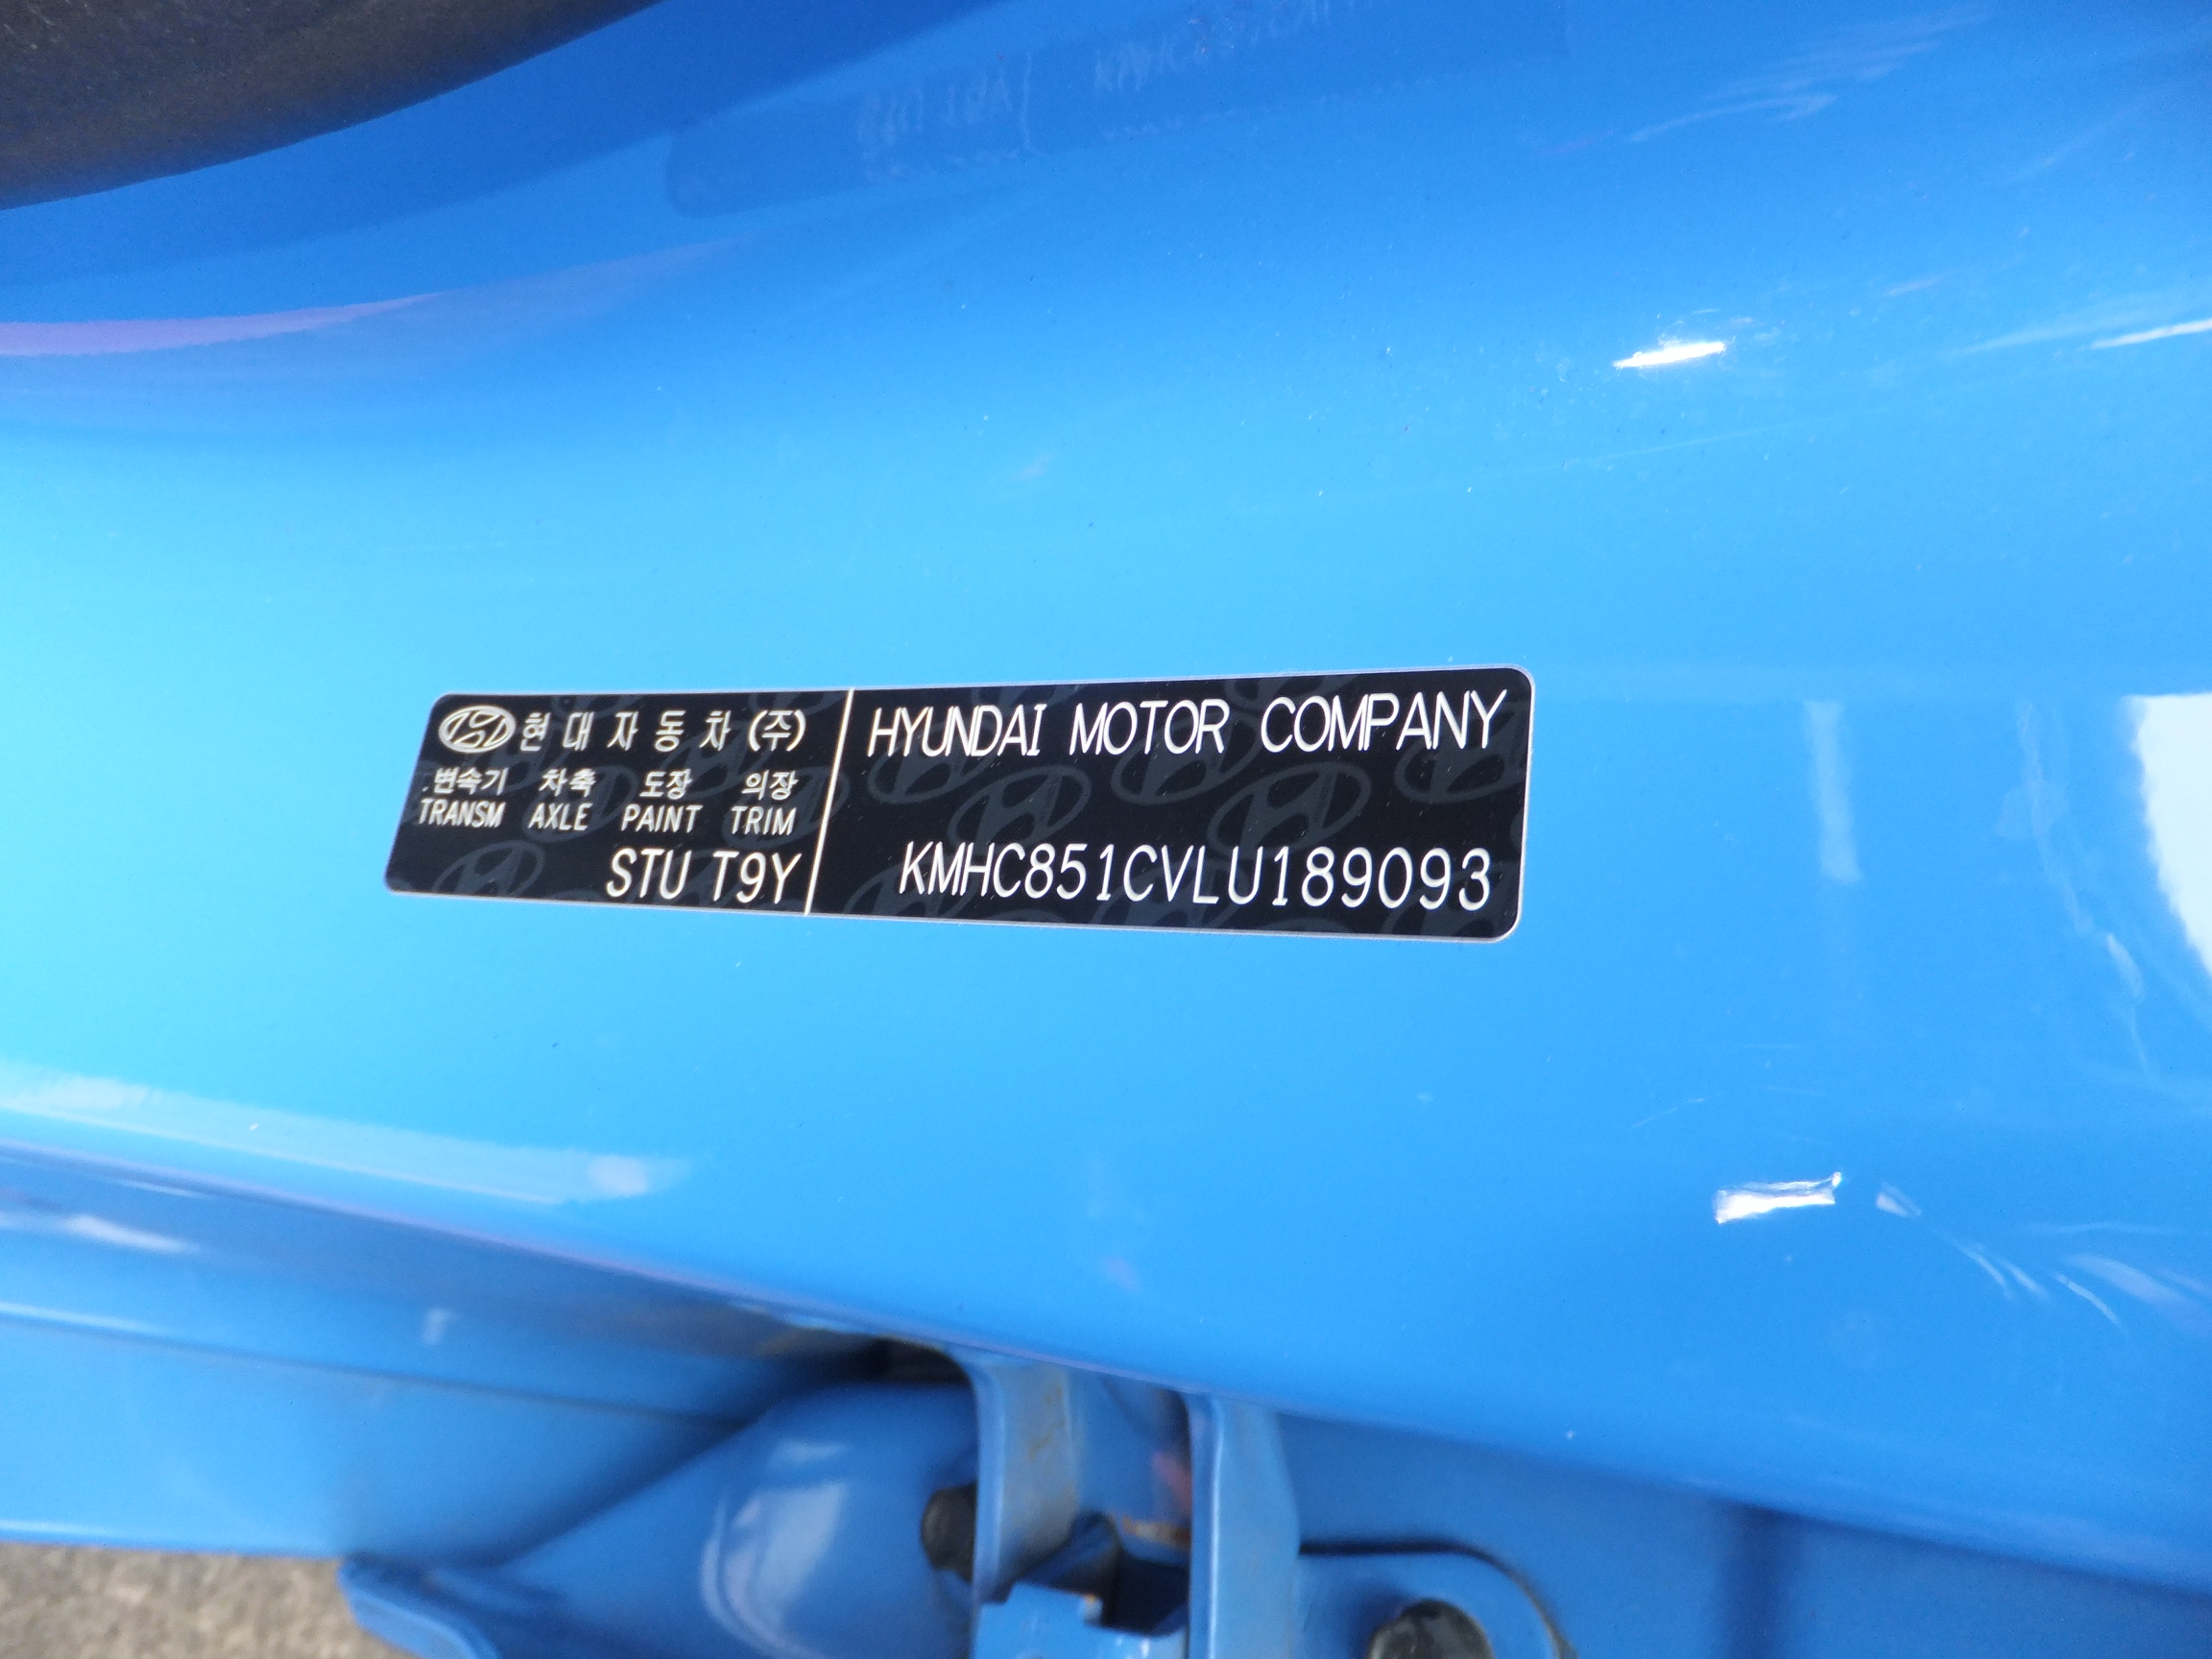 현대자동차(주)
변속기 차축 도장 의장
TRANSM AXLE PAINT TRIM
STU T9Y
HYUNDAI MOTOR COMPANY
KMHC851CVLU189093